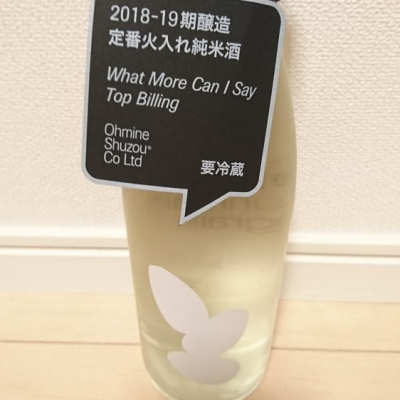 2018-19期醸造
定番火入れ純米酒
What More Can I Say
Top Billing
Ohmine
Shuzou®
Co Ltd
要冷蔵